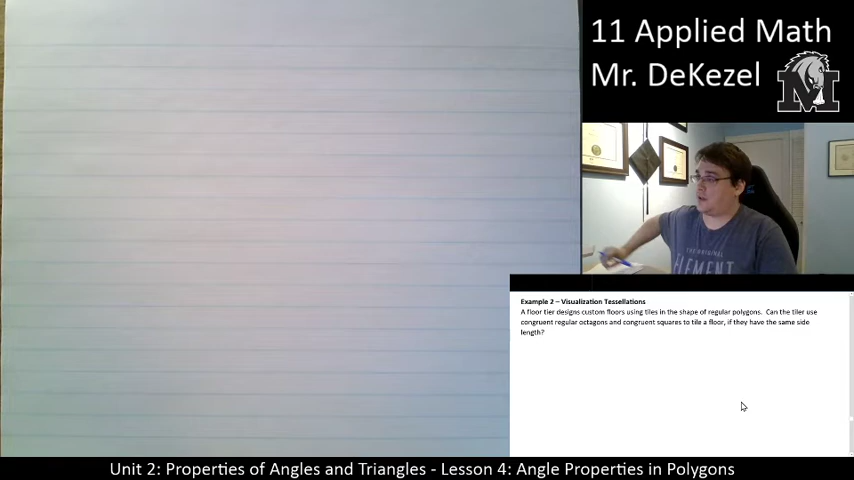 11 Applied Math
Mr. DeKezel
M
ELEMENT
Example 2 – Visualization Tessellations
A floor tier designs custom floors using tiles in the shape of regular polygons. Can the tiler use
congruent regular octagons and congruent squares to tile a floor, if they have the same side
length?
Unit 2: Properties of Angles and Triangles - Lesson 4: Angle Properties in Polygons